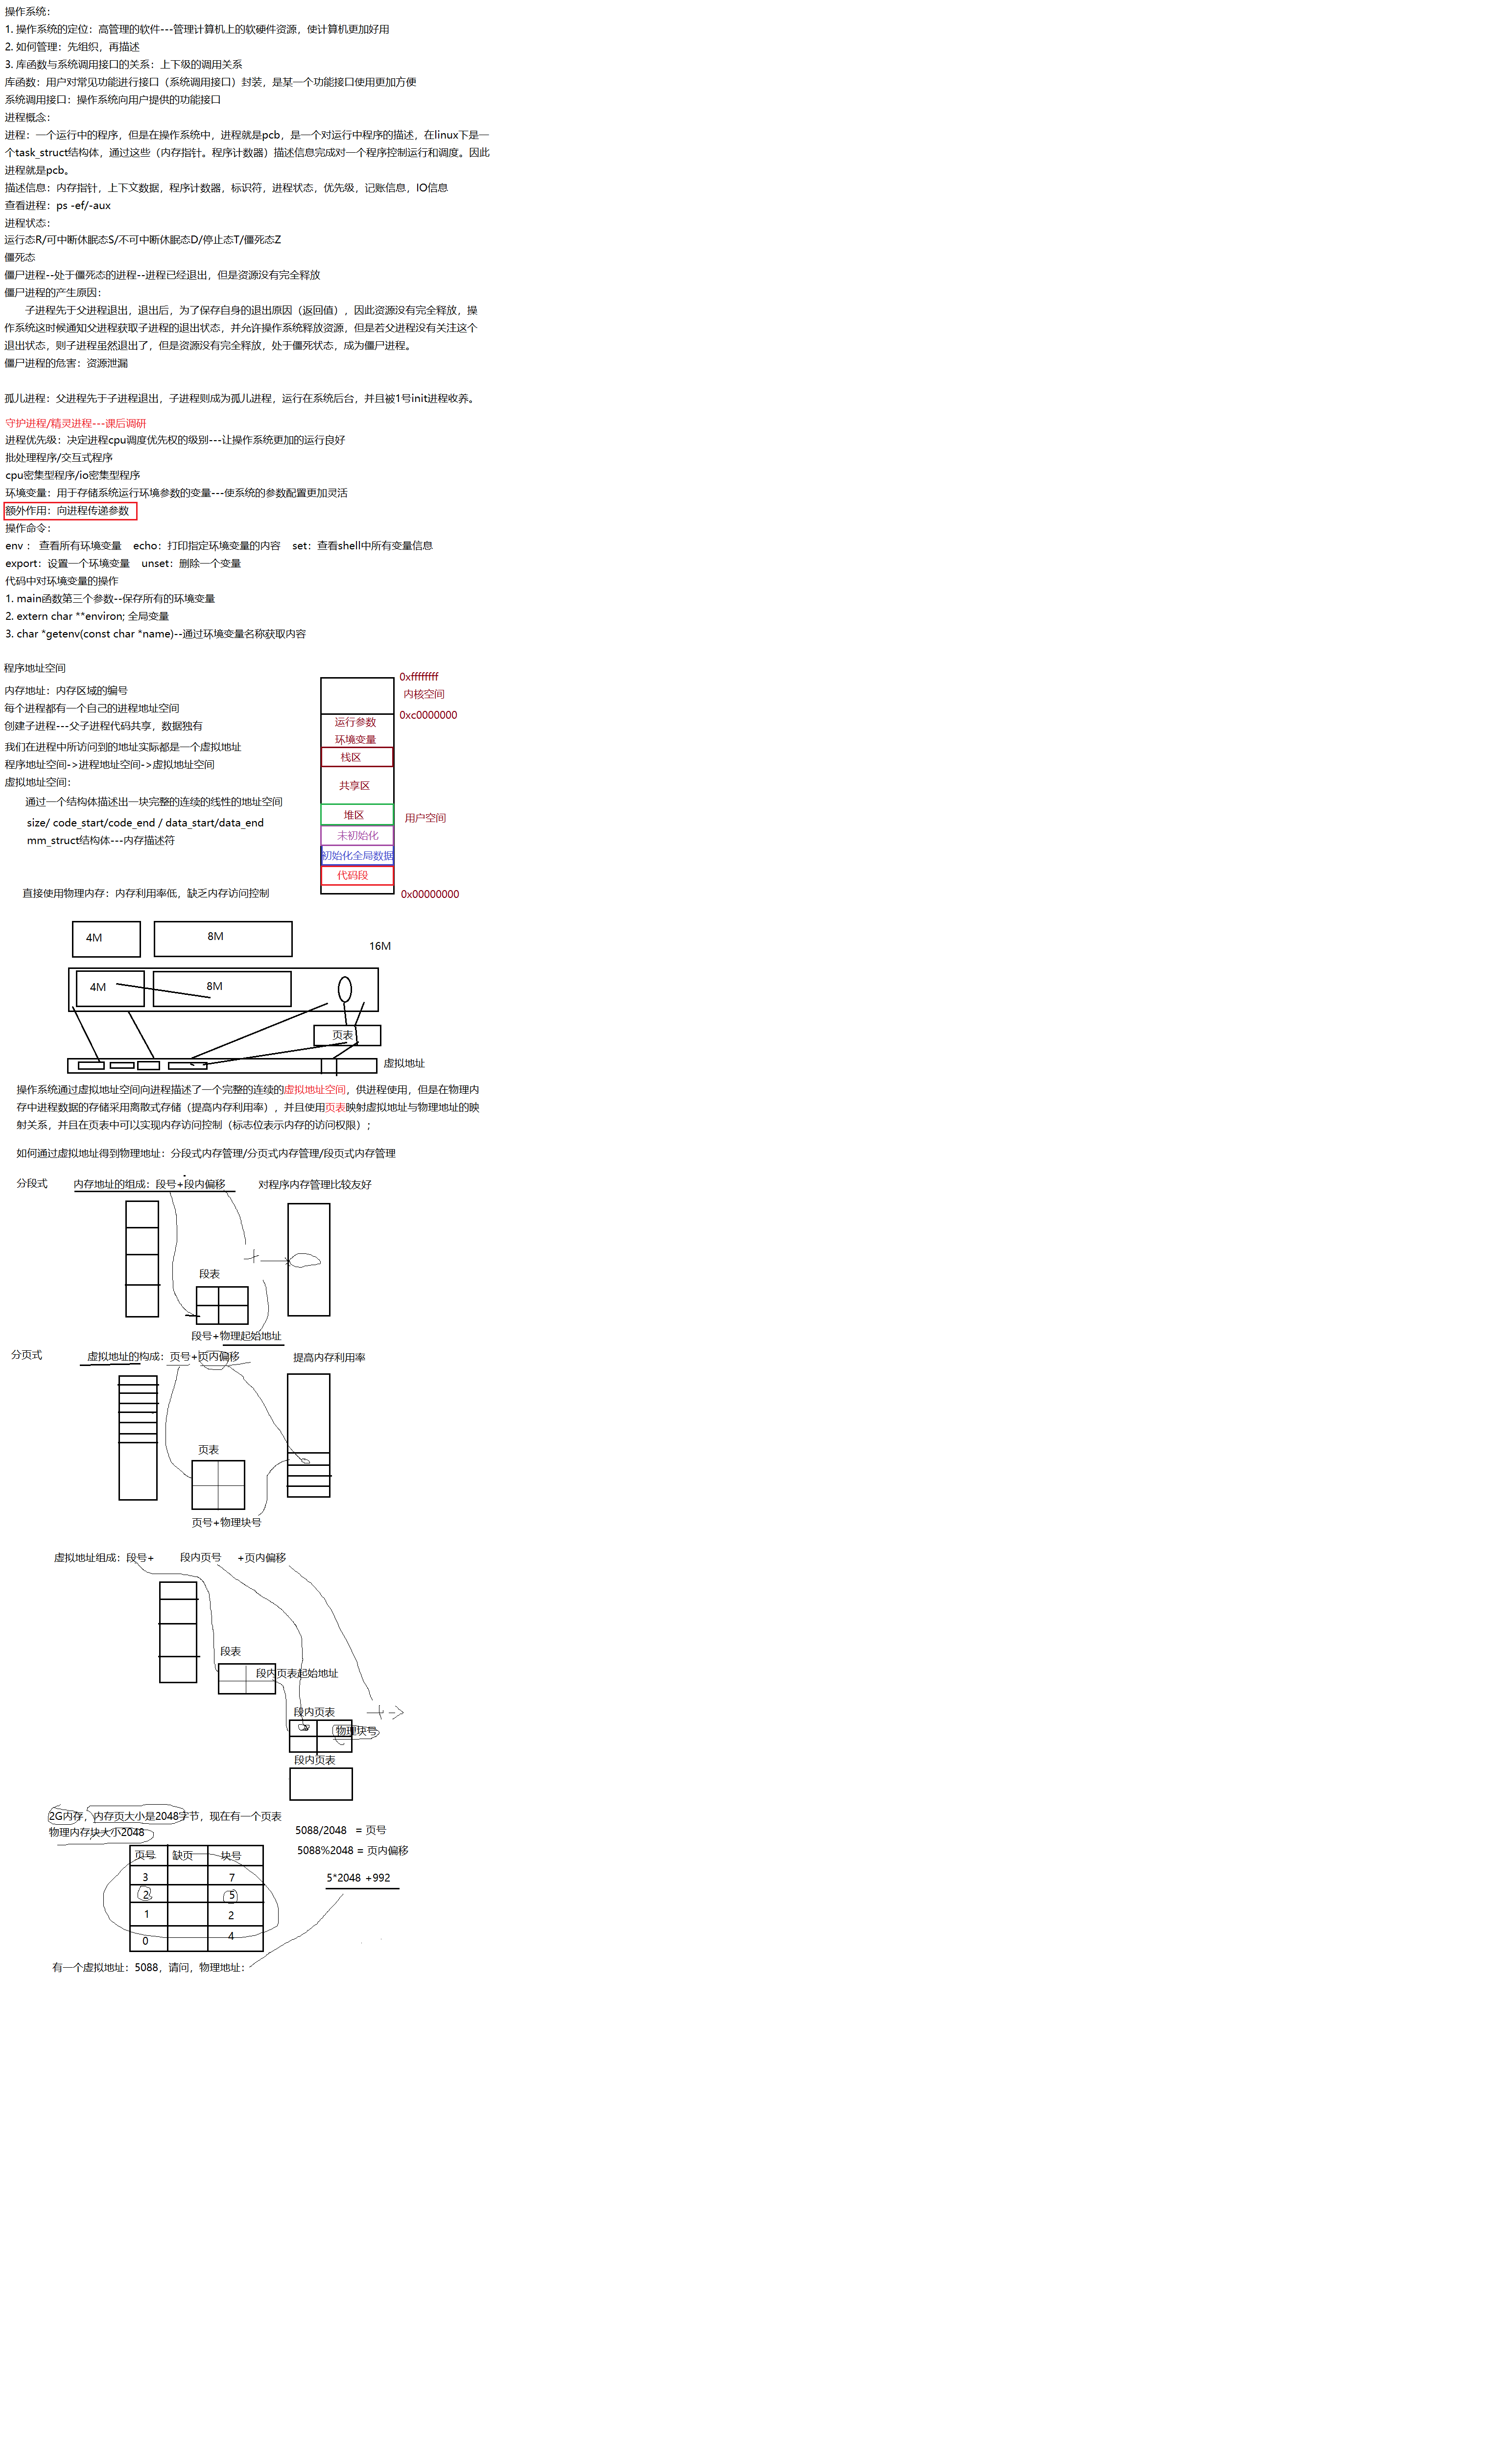 操作系统：
1. 操作系统的定位：高管理的软件---管理计算机上的软硬件资源，使计算机更加好用
2. 如何管理：先组织，再描述
3. 库函数与系统调用接口的关系：上下级的调用关系
库函数：用户对常见功能进行接口（系统调用接口）封装，是某一个功能接口使用更加方便
系统调用接口：操作系统向用户提供的功能接口
进程概念：
进程：一个运行中的程序，但是在操作系统中，进程就是pcb，是一个对运行中程序的描述，在linux下是一
个task_struct结构体，通过这些（内存指针。程序计数器）描述信息完成对一个程序控制运行和调度。因此
进程就是pcb。
描述信息：内存指针，上下文数据，程序计数器，标识符，进程状态，优先级，记账信息，IO信息
查看进程：ps -ef/-aux
进程状态：
运行态R/可中断休眠态S/不可中断休眠态D/停止态T/僵死态Z
僵死态
僵尸进程--处于僵死态的进程--进程已经退出，但是资源没有完全释放
僵尸进程的产生原因：
子进程先于父进程退出，退出后，为了保存自身的退出原因（返回值），因此资源没有完全释放，操
作系统这时候通知父进程获取子进程的退出状态，并允许操作系统释放资源，但是若父进程没有关注这个
退出状态，则子进程虽然退出了，但是资源没有完全释放，处于僵死状态，成为僵尸进程。
僵尸进程的危害：资源泄漏
孤儿进程：父进程先于子进程退出，子进程则成为孤儿进程，运行在系统后台，并且被1号init进程收养。
守护进程/精灵进程---课后调研
进程优先级：决定进程cpu调度优先权的级别---让操作系统更加的运行良好
批处理程序/交互式程序
cpu密集型程序/io密集型程序
环境变量：用于存储系统运行环境参数的变量---使系统的参数配置更加灵活
额外作用：向进程传递参数
操作命令：
env： 查看所有环境变量 echo：打印指定环境变量的内容 set：查看shell中所有变量信息
export：设置一个环境变量 unset：删除一个变量
代码中对环境变量的操作
1. main函数第三个参数--保存所有的环境变量
2. extern char **environ; 全局变量
3. char *getenv(const char *name)--通过环境变量名称获取内容
程序地址空间
内存地址：内存区域的编号
每个进程都有一个自己的进程地址空间
创建子进程---父子进程代码共享，数据独有
我们在进程中所访问到的地址实际都是一个虚拟地址
程序地址空间->进程地址空间->虚拟地址空间
虚拟地址空间：
通过一个结构体描述出一块完整的连续的线性的地址空间
size/ code_start/code_end / data_start/data_end
mm_struct结构体---内存描述符
直接使用物理内存：内存利用率低，缺乏内存访问控制
0xffffffff
内核空间
0xc0000000
运行参数
环境变量
栈区
共享区
堆区
用户空间
未初始化
初始化全局数据
代码段
0x00000000
4M
8M
16M
4M
8M
页表
虚拟地址
操作系统通过虚拟地址空间向进程描述了一个完整的连续的虚拟地址空间，供进程使用，但是在物理内
存中进程数据的存储采用离散式存储（提高内存利用率），并且使用页表映射虚拟地址与物理地址的映
射关系，并且在页表中可以实现内存访问控制（标志位表示内存的访问权限）；
如何通过虚拟地址得到物理地址：分段式内存管理/分页式内存管理/段页式内存管理
分段式 内存地址的组成：段号+段内偏移 对程序内存管理比较友好
段表
段号+物理起始地址
分页式 虚拟地址的构成：页号+页内偏移 提高内存利用率
页表
页号+物理块号
虚拟地址组成：段号+ 段内页号 +页内偏移
段表
段内页表起始地址
段内页表
物理块号
段内页表
2G内存，内存页大小是2048字节，现在有一个页表
物理内存块大小2048
5088/2048 = 页号
5088%2048 = 页内偏移
5*2048 +992
页号 缺页 块号
3 7
2 5
1 2
0 4
有一个虚拟地址：5088，请问，物理地址：